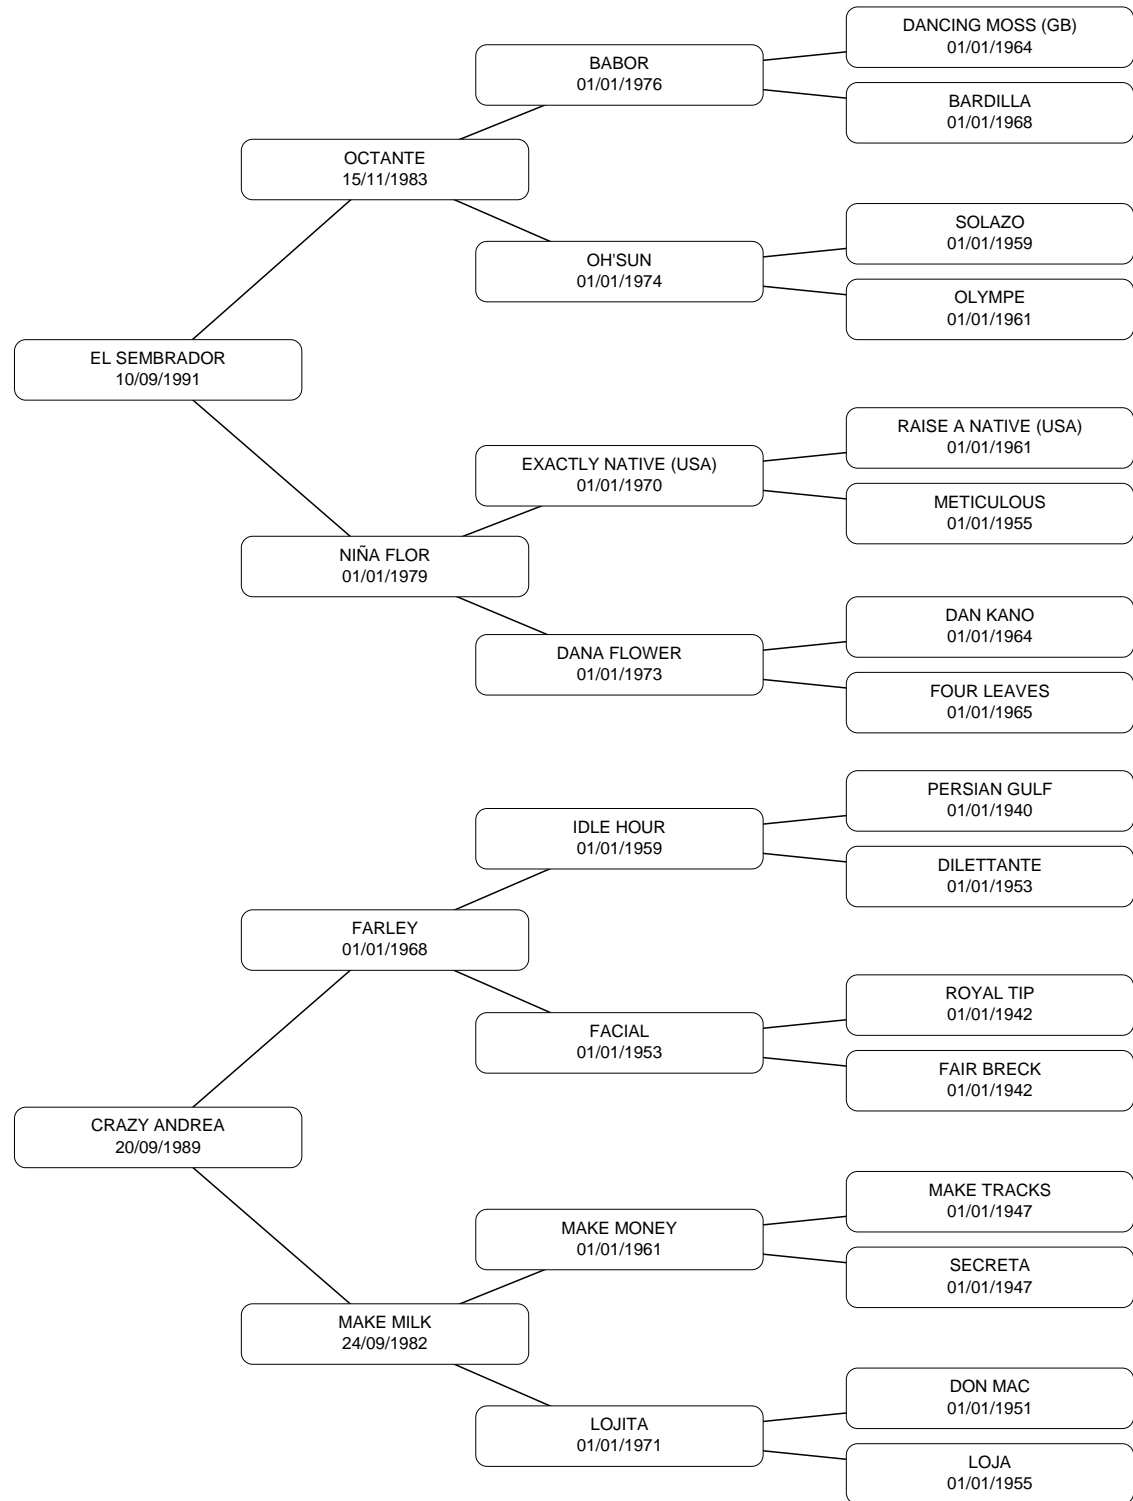 DANCING MOSS (GB)
01/01/1964
BABOR
01/01/1976
BARDILLA
01/01/1968
OCTANTE
15/11/1983
SOLAZO
01/01/1959
OH'SUN
01/01/1974
OLYMPE
01/01/1961
EL SEMBRADOR
10/09/1991
RAISE A NATIVE (USA)
01/01/1961
EXACTLY NATIVE (USA)
01/01/1970
METICULOUS
01/01/1955
NIÑA FLOR
01/01/1979
DAN KANO
01/01/1964
DANA FLOWER
01/01/1973
FOUR LEAVES
01/01/1965
PERSIAN GULF
01/01/1940
IDLE HOUR
01/01/1959
DILETTANTE
01/01/1953
FARLEY
01/01/1968
ROYAL TIP
01/01/1942
FACIAL
01/01/1953
FAIR BRECK
01/01/1942
CRAZY ANDREA
20/09/1989
MAKE TRACKS
01/01/1947
MAKE MONEY
01/01/1961
SECRETA
01/01/1947
MAKE MILK
24/09/1982
DON MAC
01/01/1951
LOJITA
01/01/1971
LOJA
01/01/1955